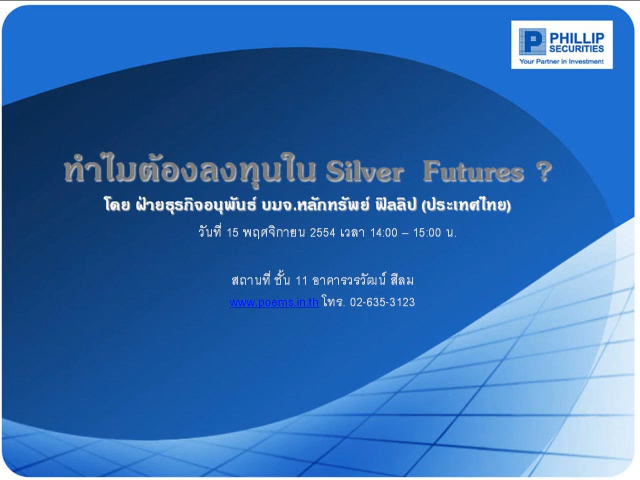 PHILLIP
SECURITIES
Your Partner in Investment
ทำไมต้องลงทุนใน Silver Futures ?
โดย ฝ่ายธุรกิจอนุพันธ์ บมจ.หลักทรัพย์ ฟิลลิป (ประเทศไทย)
วันที่ 15 พฤศจิกายน 2554 เวลา 14:00 – 15:00 น.
สถานที่ ชั้น 11 อาคารวรวัฒน์ สีลม
www.poems.in.th โทร. 02-635-3123